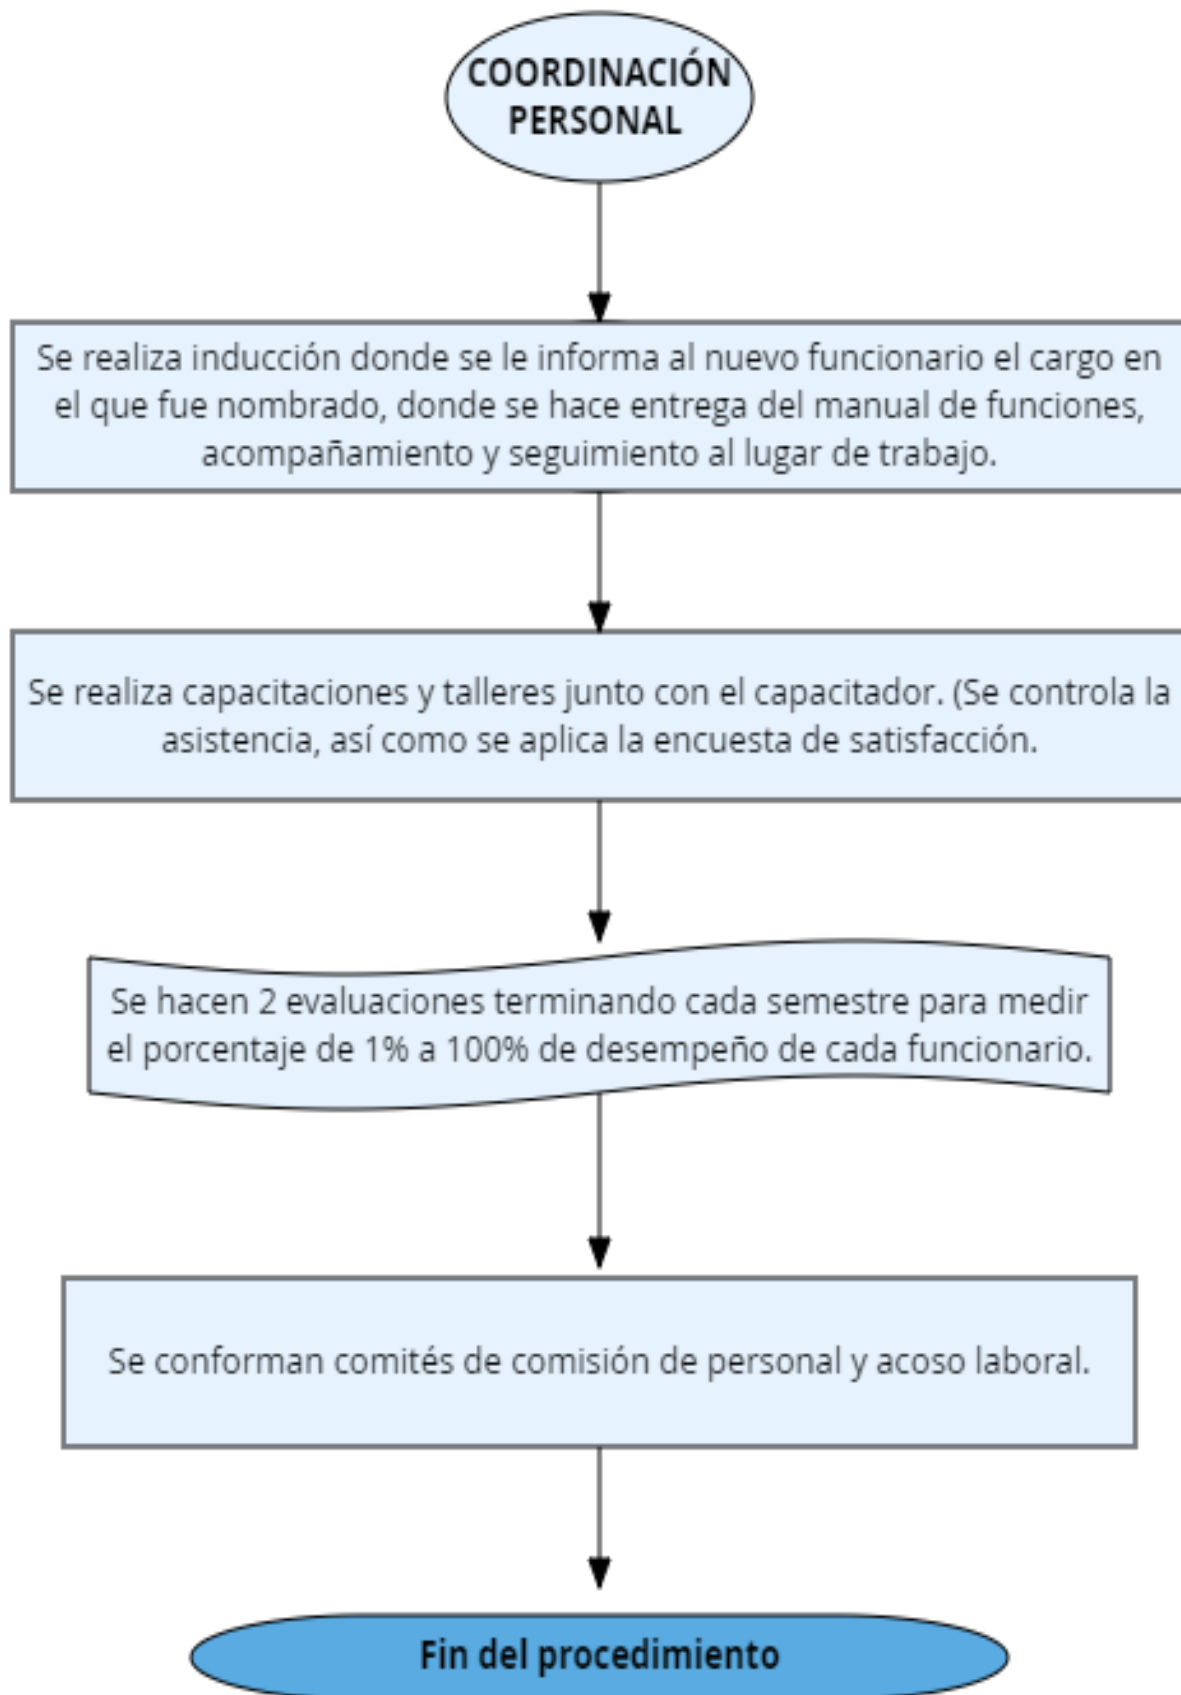 COORDINACIÓN
PERSONAL
Se realiza inducción donde se le informa al nuevo funcionario el cargo en
el que fue nombrado, donde se hace entrega del manual de funciones,
acompañamiento y seguimiento al lugar de trabajo.
Se realiza capacitaciones y talleres junto con el capacitador. (Se controla la
asistencia, así como se aplica la encuesta de satisfacción.
Se hacen 2 evaluaciones terminando cada semestre para medir
el porcentaje de 1% a 100% de desempeño de cada funcionario.
Se conforman comités de comisión de personal y acoso laboral.
Fin del procedimiento